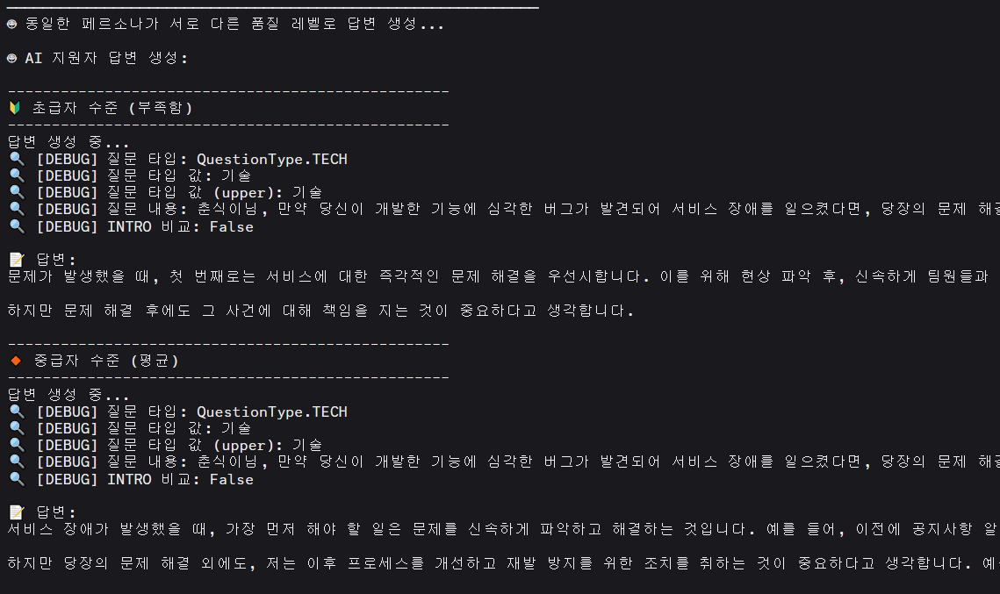 동일한 페르소나가 서로 다른 품질 레벨로 답변 생성...
AI 지원자 답변 생성:
--------------------------------------------------
초급자 수준 (부족함)
--------------------------------------------------
답변 생성 중...
[DEBUG] 질문 타입: QuestionType.TECH
[DEBUG] 질문 타입 값: 기술
[DEBUG] 질문 타입 값 (upper): 기술
[DEBUG] 질문 내용: 춘식이님, 만약 당신이 개발한 기능에 심각한 버그가 발견되어 서비스 장애를 일으켰다면, 당장의 문제
[DEBUG] INTRO 비교: False
답변:
문제가 발생했을 때, 첫 번째로는 서비스에 대한 즉각적인 문제 해결을 우선시합니다. 이를 위해 현상 파악 후, 신속하게 팀원들과
하지만 문제 해결 후에도 그 사건에 대해 책임을 지는 것이 중요하다고 생각합니다.
--------------------------------------------------
중급자 수준 (평균)
--------------------------------------------------
답변 생성 중...
[DEBUG] 질문 타입: QuestionType.TECH
[DEBUG] 질문 타입 값: 기술
[DEBUG] 질문 타입 값 (upper): 기술
[DEBUG] 질문 내용: 춘식이님, 만약 당신이 개발한 기능에 심각한 버그가 발견되어 서비스 장애를 일으켰다면, 당장의 문제
[DEBUG] INTRO 비교: False
답변:
서비스 장애가 발생했을 때, 가장 먼저 해야 할 일은 문제를 신속하게 파악하고 해결하는 것입니다. 예를 들어, 이전에 공지사항 알
하지만 당장의 문제 해결 외에도, 저는 이후 프로세스를 개선하고 재발 방지를 위한 조치를 취하는 것이 중요하다고 생각합니다. 예